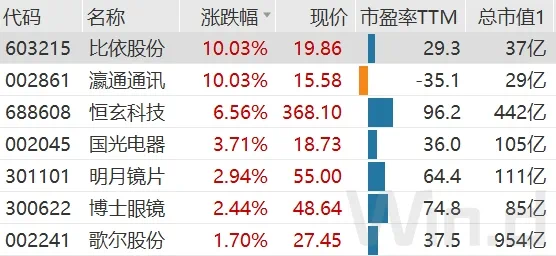 代码 名称 涨跌幅 现价 市盈率TTM 总市值1
603215 比依股份 10.03% 19.86 29.3 37亿
002861 瀛通通讯 10.03% 15.58 -35.1 29亿
688608 恒玄科技 6.56% 368.10 96.2 442亿
002045 国光电器 3.71% 18.73 36.0 105亿
301101 明月镜片 2.94% 55.00 64.4 111亿
300622 博士眼镜 2.44% 48.64 74.8 85亿
002241 歌尔股份 1.70% 27.45 37.5 954亿
Win.d